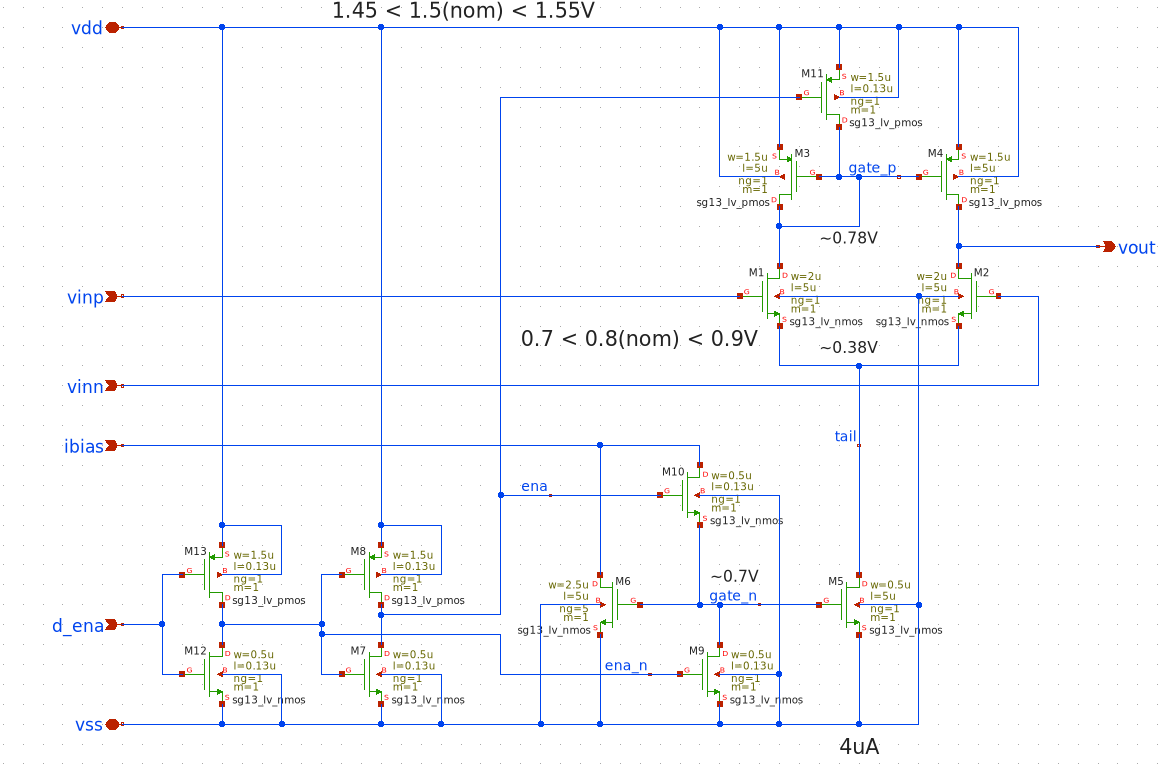 1.45 < 1.5(nom) < 1.55V
vdd
M11
S
w=1.5u
l=0.13u
G
B
ng=1
m=1
D
sg13_lv_pmos
w=1.5u
l=5u
ng=1
m=1
S
B
G
D
M3
sg13_lv_pmos
gate_p
M4
S
w=1.5u
l=5u
G
B
ng=1
m=1
D
sg13_lv_pmos
~0.78V
vout
M1
D
w=2u
l=5u
G
B
ng=1
m=1
S
sg13_lv_nmos
w=2u
l=5u
ng=1
m=1
D
B
G
S
M2
sg13_lv_nmos
vinp
0.7 < 0.8(nom) < 0.9V
~0.38V
vinn
ibias
tail
M10
D
w=0.5u
l=0.13u
G
B
ng=1
m=1
S
sg13_lv_nmos
ena
M13
S
w=1.5u
l=0.13u
G
B
ng=1
m=1
D
sg13_lv_pmos
M8
S
w=1.5u
l=0.13u
G
B
ng=1
m=1
D
sg13_lv_pmos
w=2.5u
l=5u
ng=5
m=1
D
B
G
S
M6
sg13_lv_nmos
~0.7V
gate_n
M5
D
w=0.5u
l=5u
G
B
ng=1
m=1
S
sg13_lv_nmos
d_ena
M12
D
w=0.5u
l=0.13u
G
B
ng=1
m=1
S
sg13_lv_nmos
M7
D
w=0.5u
l=0.13u
G
B
ng=1
m=1
S
sg13_lv_nmos
ena_n
M9
D
w=0.5u
l=0.13u
G
B
ng=1
m=1
S
sg13_lv_nmos
vss
4uA